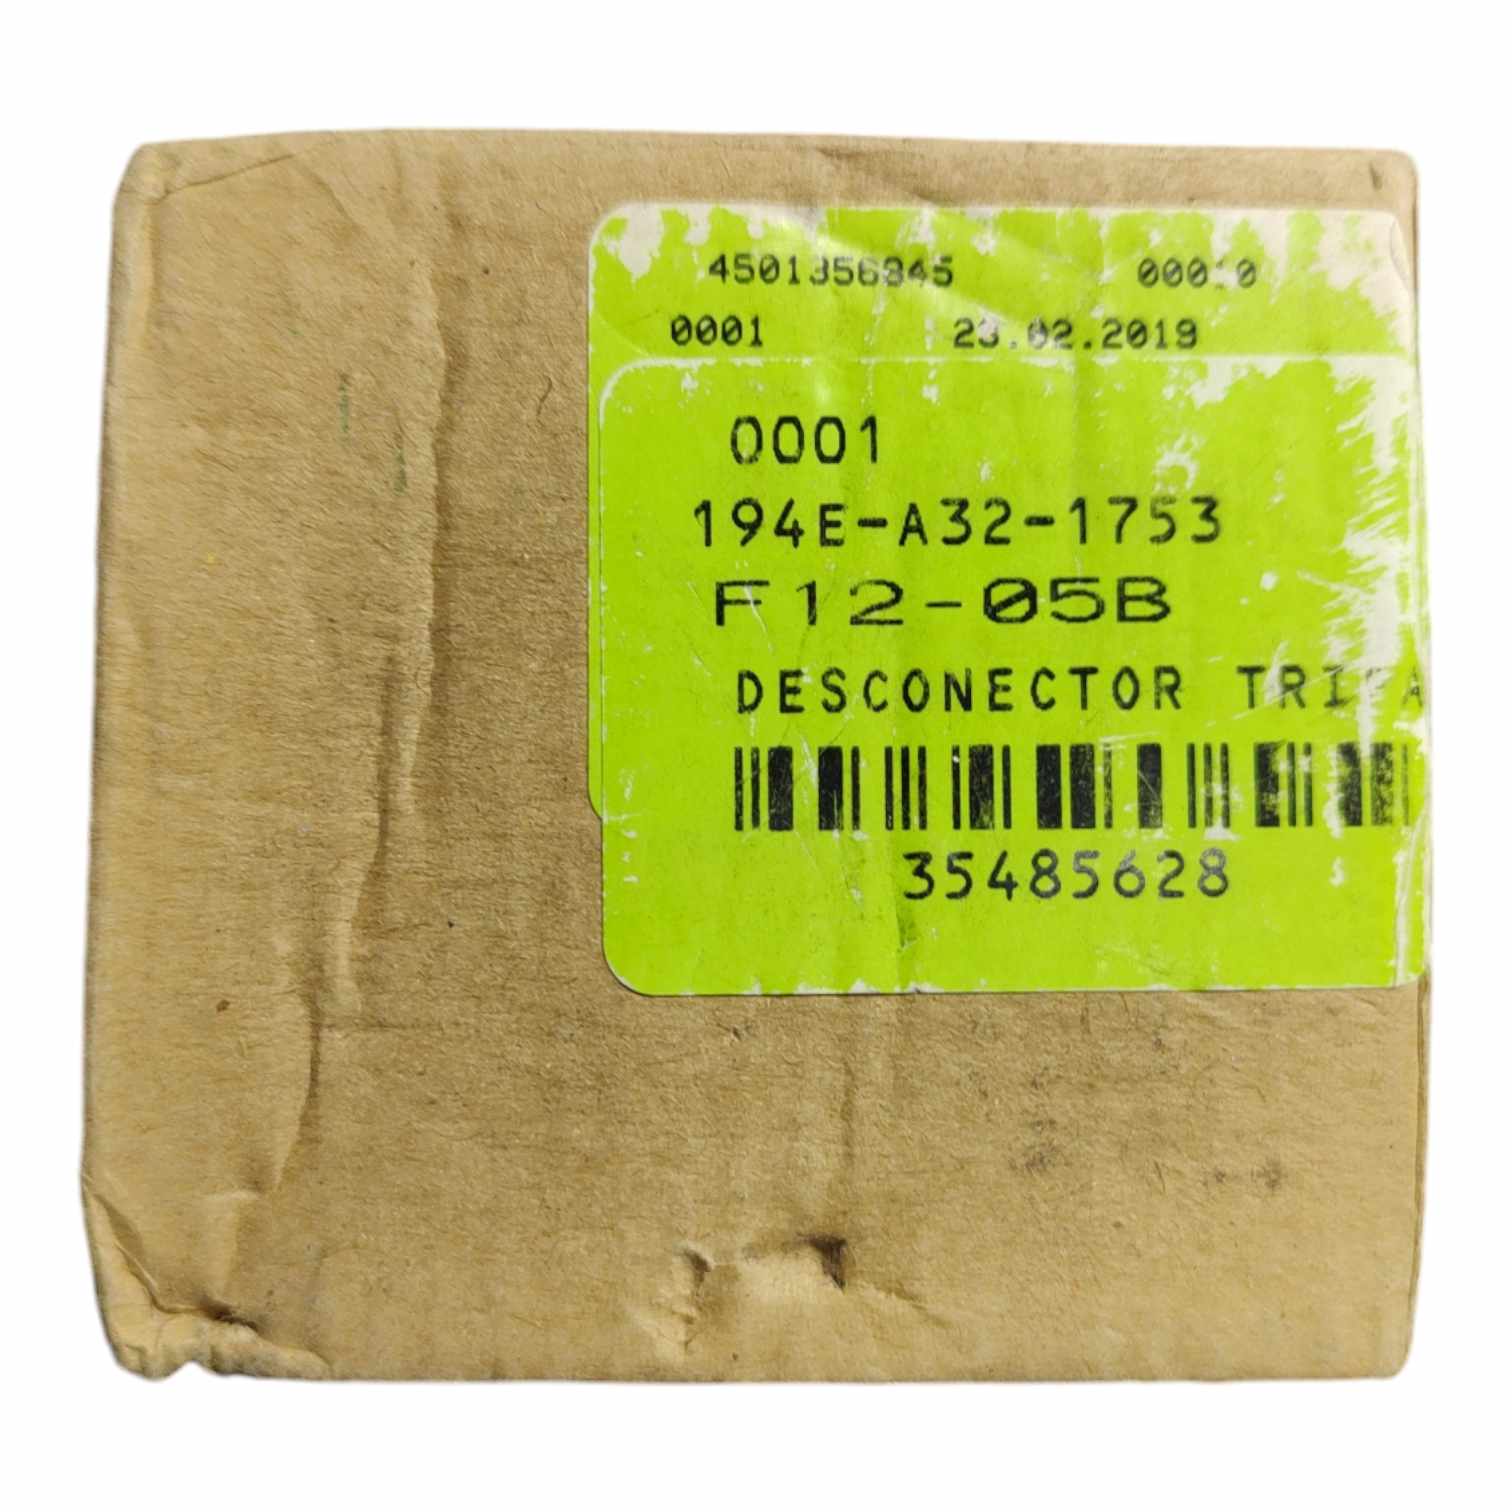 4501356845 00010
0001 23.02.2019
0001
194E-A32-1753
F12-05B
DESCONECTOR
35485628